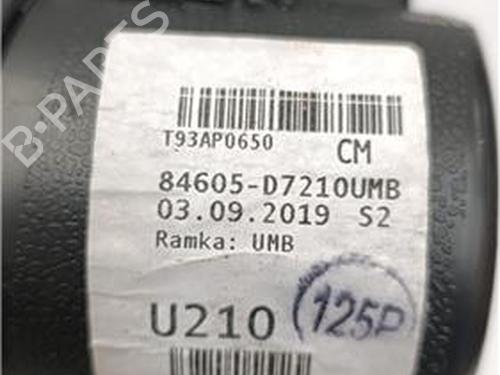 B-PARTS
T93AP0650
CM
84605-D7210UMB
03.09.2019 S2
Ramka: UMB
U210
125P